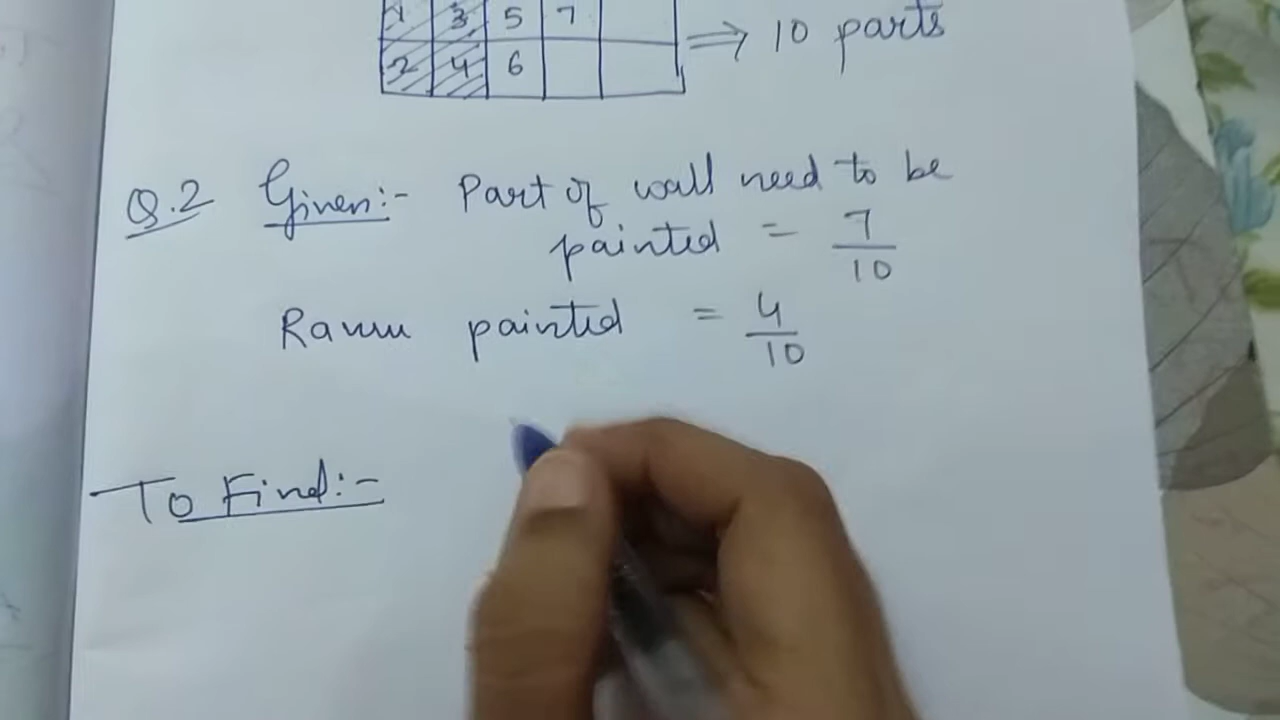 1 3 5 7
⇒ 10 parts
2 4 6
Q.2 Given:- Part of wall need to be
painted = 7/10
Ramu painted = 4/10
To Find:-